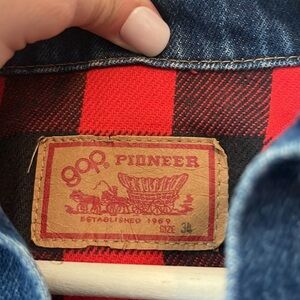 gap PIONEER
ESTABLISHED 1969
SIZE 34